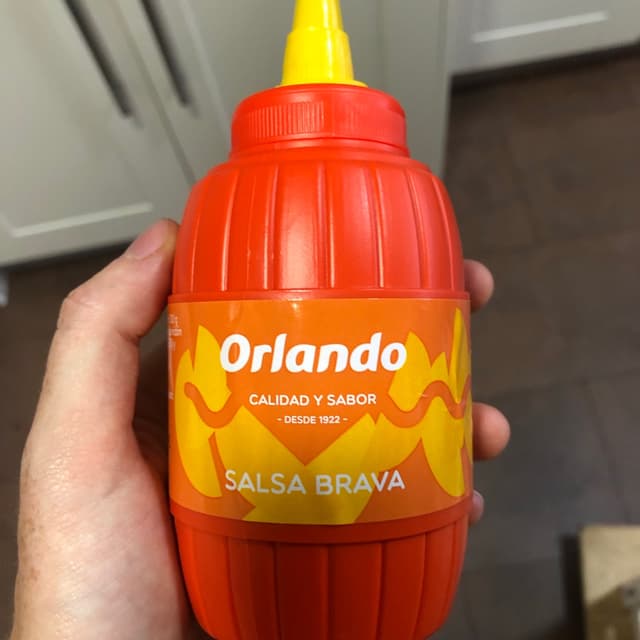 Orlando
CALIDAD Y SABOR
- DESDE 1922 -
SALSA BRAVA